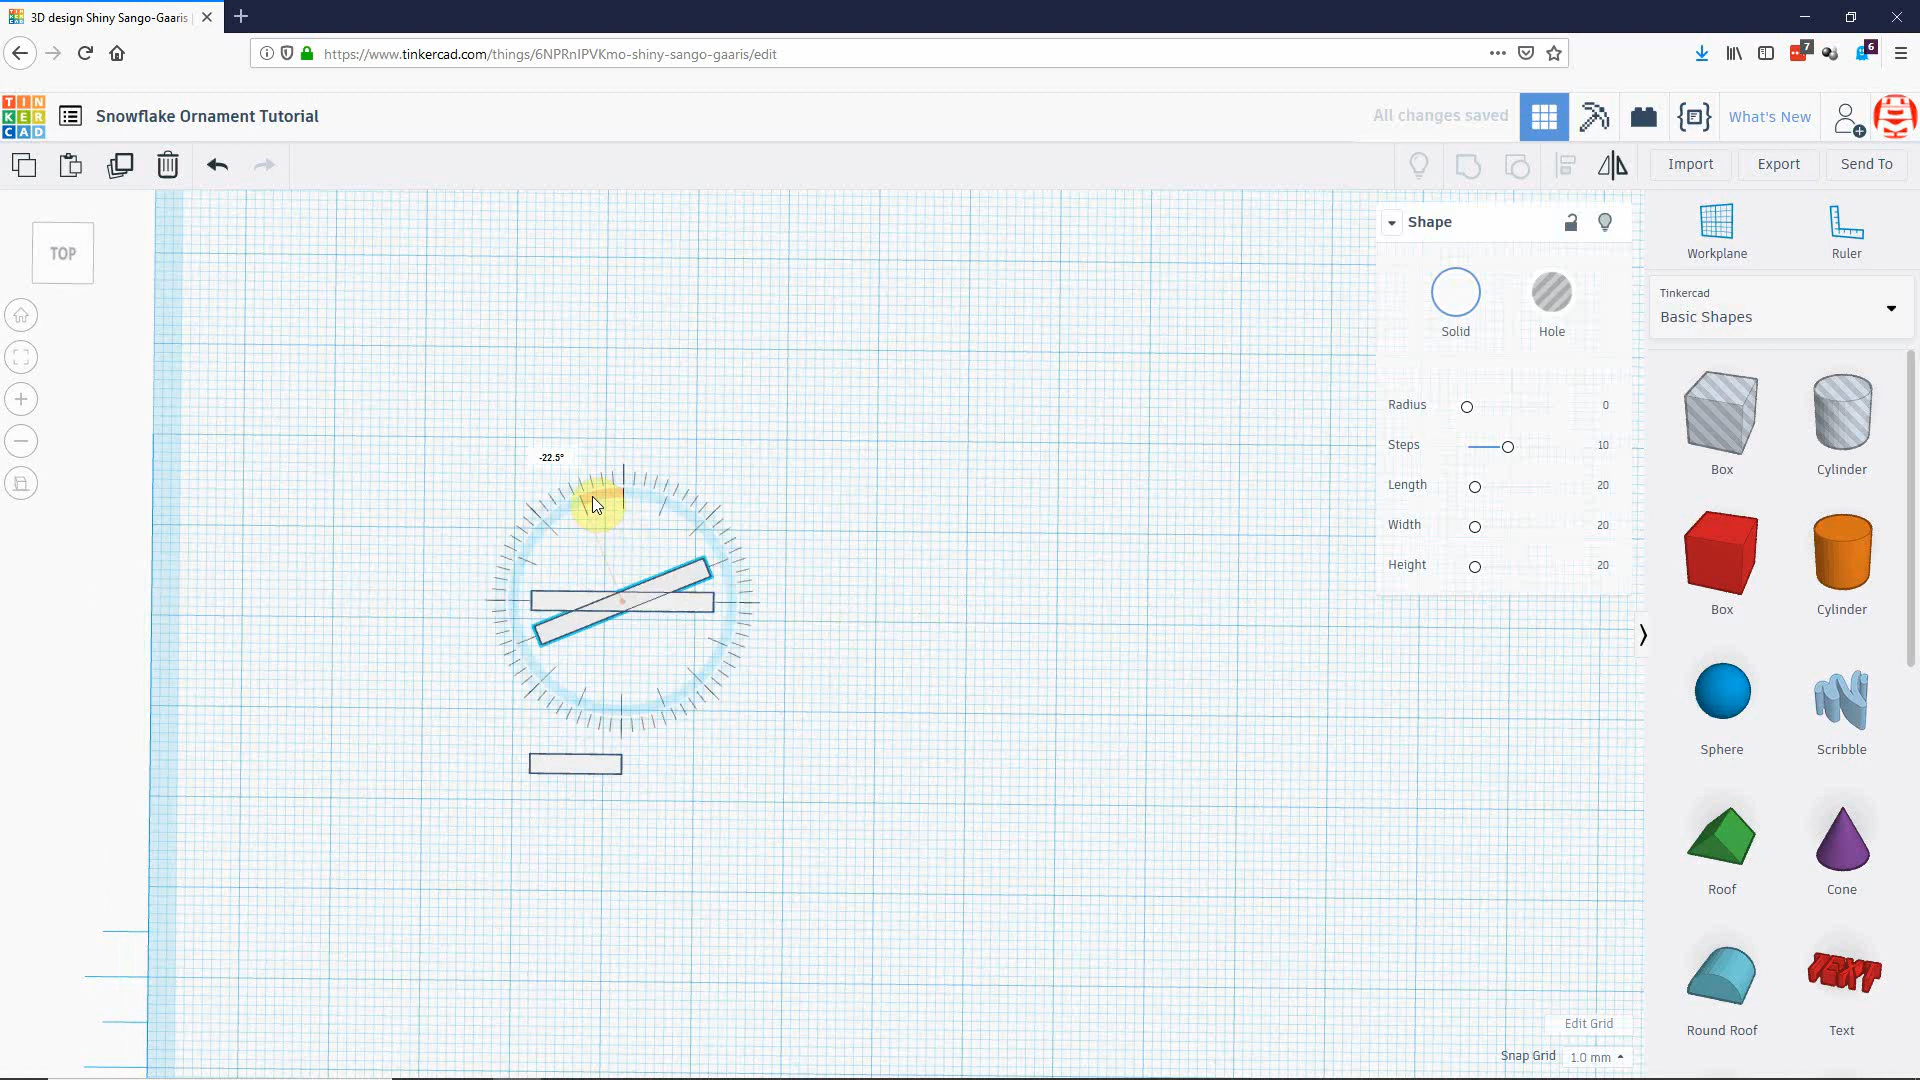 3D design Shiny Sango-Gaaris
https://www.tinkercad.com/things/6NPRnIPVKmo-shiny-sango-gaaris/edit
7
6
TIN
KER
CAD
Snowflake Ornament Tutorial
All changes saved
What's New
Import
Export
Send To
TOP
Shape
Solid
Hole
Radius 0
Steps 10
Length 20
Width 20
Height 20
-22.5°
Workplane
Ruler
Tinkercad
Basic Shapes
Box
Cylinder
Box
Cylinder
Sphere
Scribble
Roof
Cone
TEXT
Round Roof
Text
Edit Grid
Snap Grid 1.0 mm